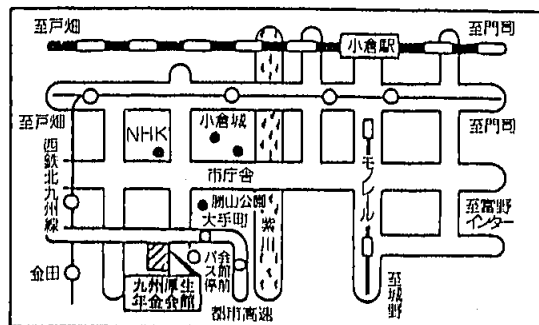 至戸畑
至門司
小倉駅
至戸畑
至門司
NHK
小倉城
西鉄北九州線
市庁舎
モノレール
勝山公園
大手町
紫川
至富野
インター
会館前
バス停
金田
九州厚生
年金会館
都市高速
至城野